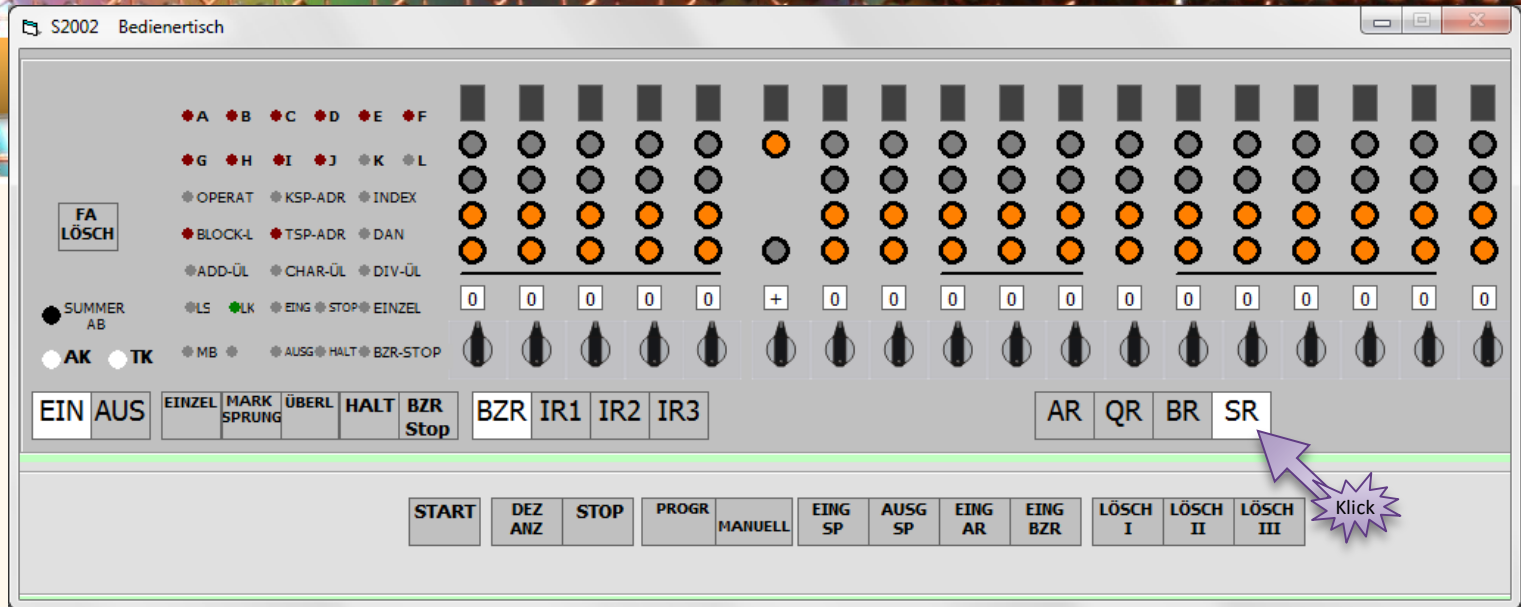 S2002 Bedienertisch
A B C D E F
G H I J K L
OPERAT KSP-ADR INDEX
FA
LÖSCH
BLOCK-L TSP-ADR DAN
ADD-ÜL CHAR-ÜL DIV-ÜL
0 0 0 0 0 + 0 0 0 0 0 0 0 0 0 0 0 0
SUMMER
AB
LS LK EING STOP EINZEL
AK TK
MB AUSG HALT BZR-STOP
EIN AUS
EINZEL
MARK
SPRUNG
ÜBERL
HALT
BZR
Stop
BZR IR1 IR2 IR3
AR QR BR SR
Klick
START
DEZ
ANZ
STOP
PROGR
MANUELL
EING
SP
AUSG
SP
EING
AR
EING
BZR
LÖSCH
I
LÖSCH
II
LÖSCH
III